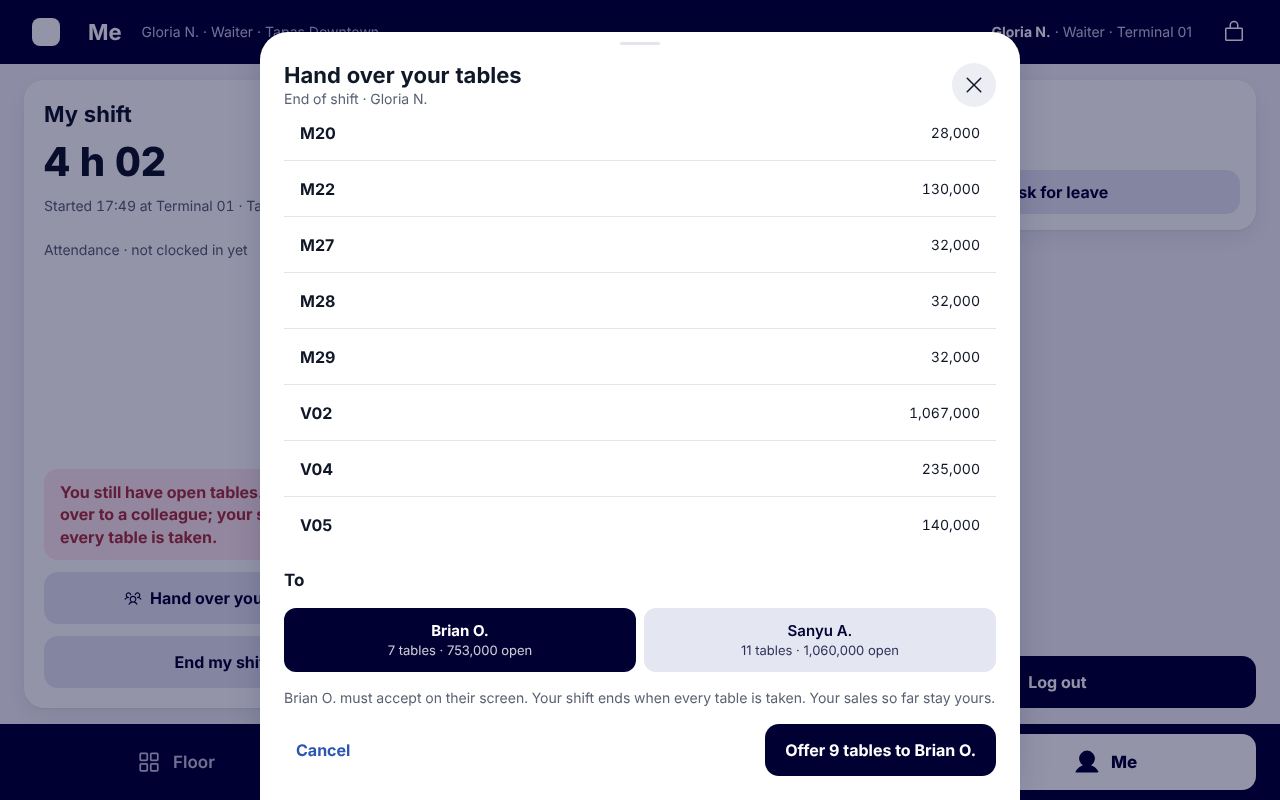 Me
Gloria N. · Waiter · Tapas Downtown
Gloria N. · Waiter · Terminal 01
My shift
4 h 02
Started 17:49 at Terminal 01 · Ta
Attendance · not clocked in yet
You still have open tables.
over to a colleague; your s
every table is taken.
Hand over you
End my shi
sk for leave
Log out
Hand over your tables
End of shift · Gloria N.
M20 28,000
M22 130,000
M27 32,000
M28 32,000
M29 32,000
V02 1,067,000
V04 235,000
V05 140,000
To
Brian O.
7 tables · 753,000 open
Sanyu A.
11 tables · 1,060,000 open
Brian O. must accept on their screen. Your shift ends when every table is taken. Your sales so far stay yours.
Cancel
Offer 9 tables to Brian O.
Floor
Me